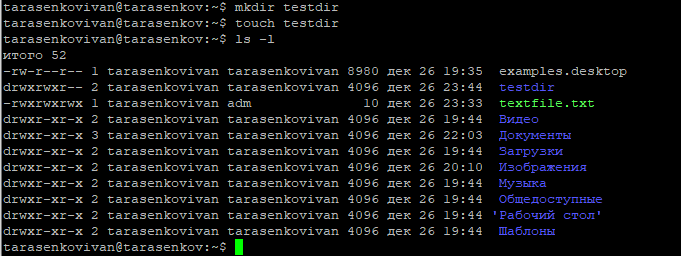 tarasenkovivan@tarasenkov:~$ mkdir testdir
tarasenkovivan@tarasenkov:~$ touch testdir
tarasenkovivan@tarasenkov:~$ ls -l
итого 52
-rw-r--r-- 1 tarasenkovivan tarasenkovivan 8980 дек 26 19:35  examples.desktop
drwxrwxr-- 2 tarasenkovivan tarasenkovivan 4096 дек 26 23:44  testdir
-rwxrwxrwx 1 tarasenkovivan adm              10 дек 26 23:33  textfile.txt
drwxr-xr-x 2 tarasenkovivan tarasenkovivan 4096 дек 26 19:44  Видео
drwxr-xr-x 3 tarasenkovivan tarasenkovivan 4096 дек 26 22:03  Документы
drwxr-xr-x 2 tarasenkovivan tarasenkovivan 4096 дек 26 19:44  Загрузки
drwxr-xr-x 2 tarasenkovivan tarasenkovivan 4096 дек 26 20:10  Изображения
drwxr-xr-x 2 tarasenkovivan tarasenkovivan 4096 дек 26 19:44  Музыка
drwxr-xr-x 2 tarasenkovivan tarasenkovivan 4096 дек 26 19:44  Общедоступные
drwxr-xr-x 2 tarasenkovivan tarasenkovivan 4096 дек 26 19:44 'Рабочий стол'
drwxr-xr-x 2 tarasenkovivan tarasenkovivan 4096 дек 26 19:44  Шаблоны
tarasenkovivan@tarasenkov:~$